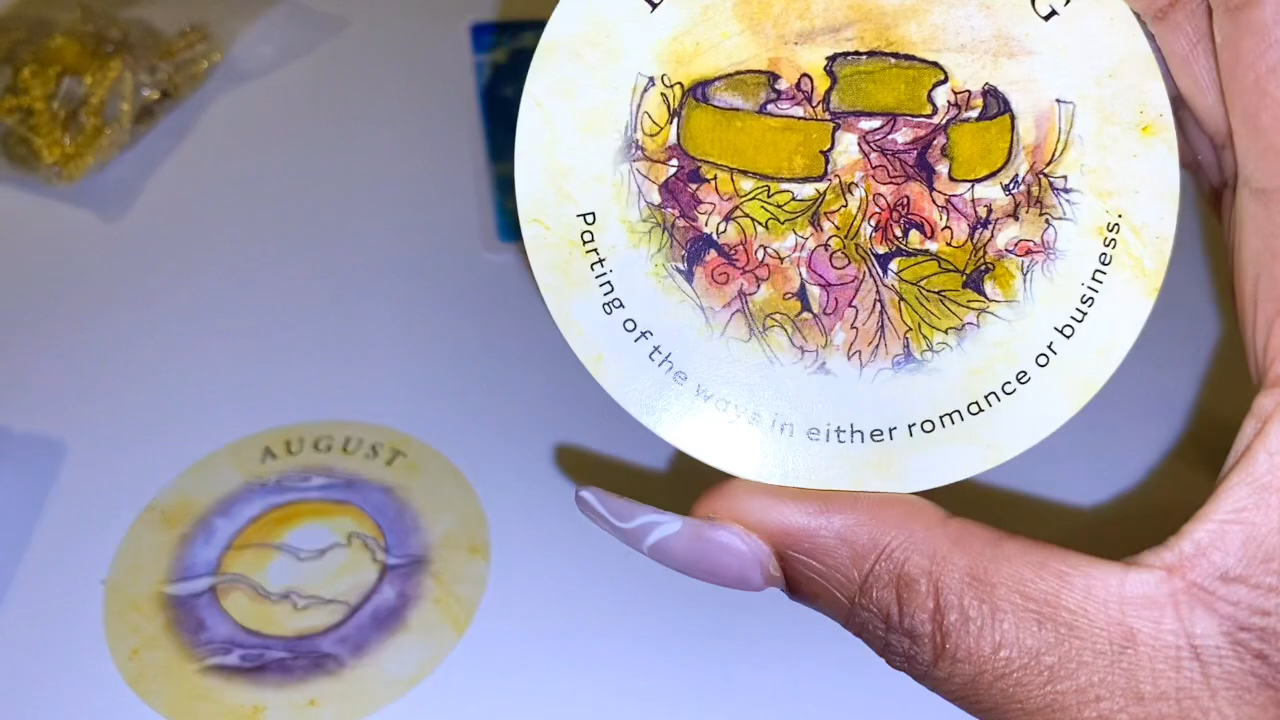 Parting of the ways in either romance or business.
AUGUST